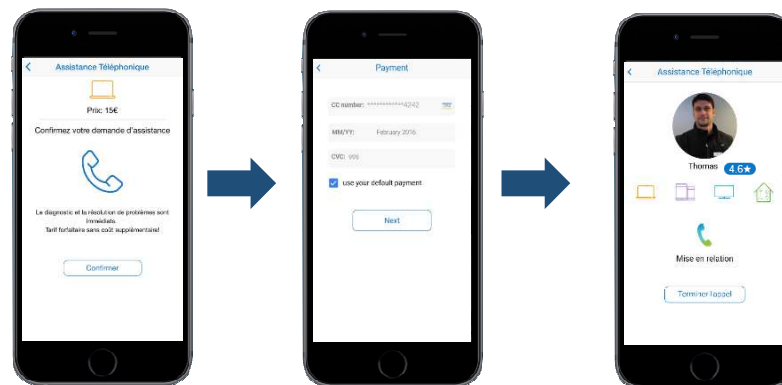 Assistance Téléphonique
Prix: 15€
Confirmez votre demande d'assistance
Le diagnostic et la résolution de problèmes sont
immédiats.
Tarif forfaitaire sans coût supplémentaire!
Confirmer
Payment
CC number: ************4242
MM/YY: February 2016
CVC:
use your default payment
Next
Assistance Téléphonique
Thomas 4.6★
Mise en relation
Terminer l'appel